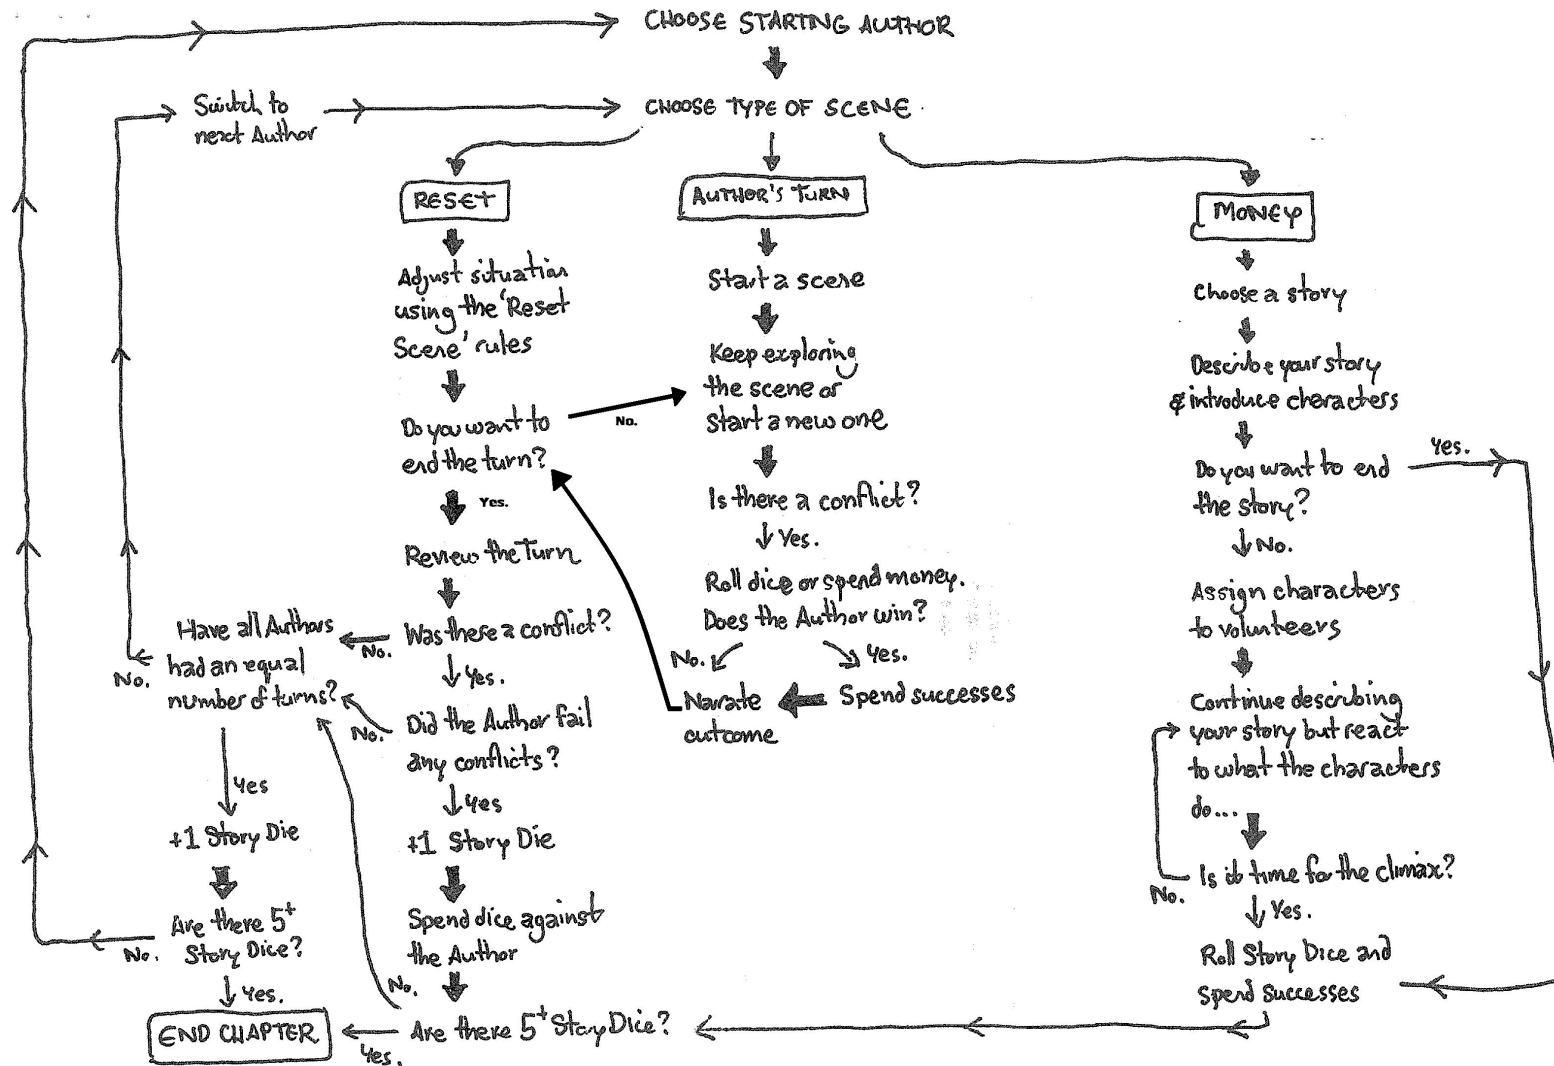 CHOOSE STARTING AUTHOR
CHOOSE TYPE OF SCENE.
Switch to
next Author
RESET
Adjust situation
using the 'Reset
Scene' rules
Do you want to
end the turn?
No.
Yes.
Review the Turn
Was there a conflict?
No.
Yes.
Did the Author fail
any conflicts?
No.
Yes
+1 Story Die
Spend dice against
the Author
No.
Are there 5+ Story Dice?
Yes.
Have all Authors
had an equal
number of turns?
No.
Yes
+1 Story Die
Are there 5+
Story Dice?
No.
Yes.
END CHAPTER
AUTHOR'S TURN
Start a scene
Keep exploring
the scene or
start a new one
Is there a conflict?
Yes.
Roll dice or spend money.
Does the Author win?
No.
Yes.
Narrate
outcome
Spend successes
MONEY
Choose a story
Describe your story
& introduce characters
Do you want to end
the story?
Yes.
No.
Assign characters
to volunteers
Continue describing
your story but react
to what the characters
do...
Is it time for the climax?
No.
Yes.
Roll Story Dice and
spend successes